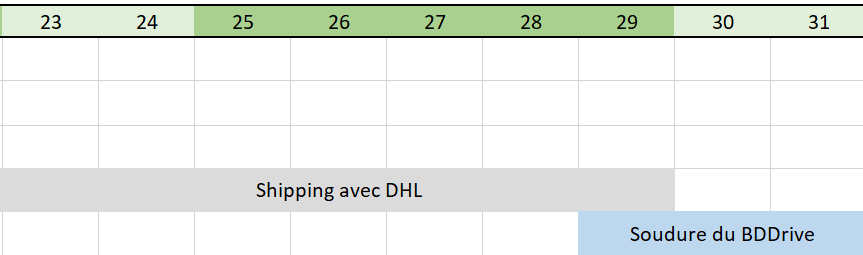 23 24 25 26 27 28 29 30 31
Shipping avec DHL
Soudure du BDDrive